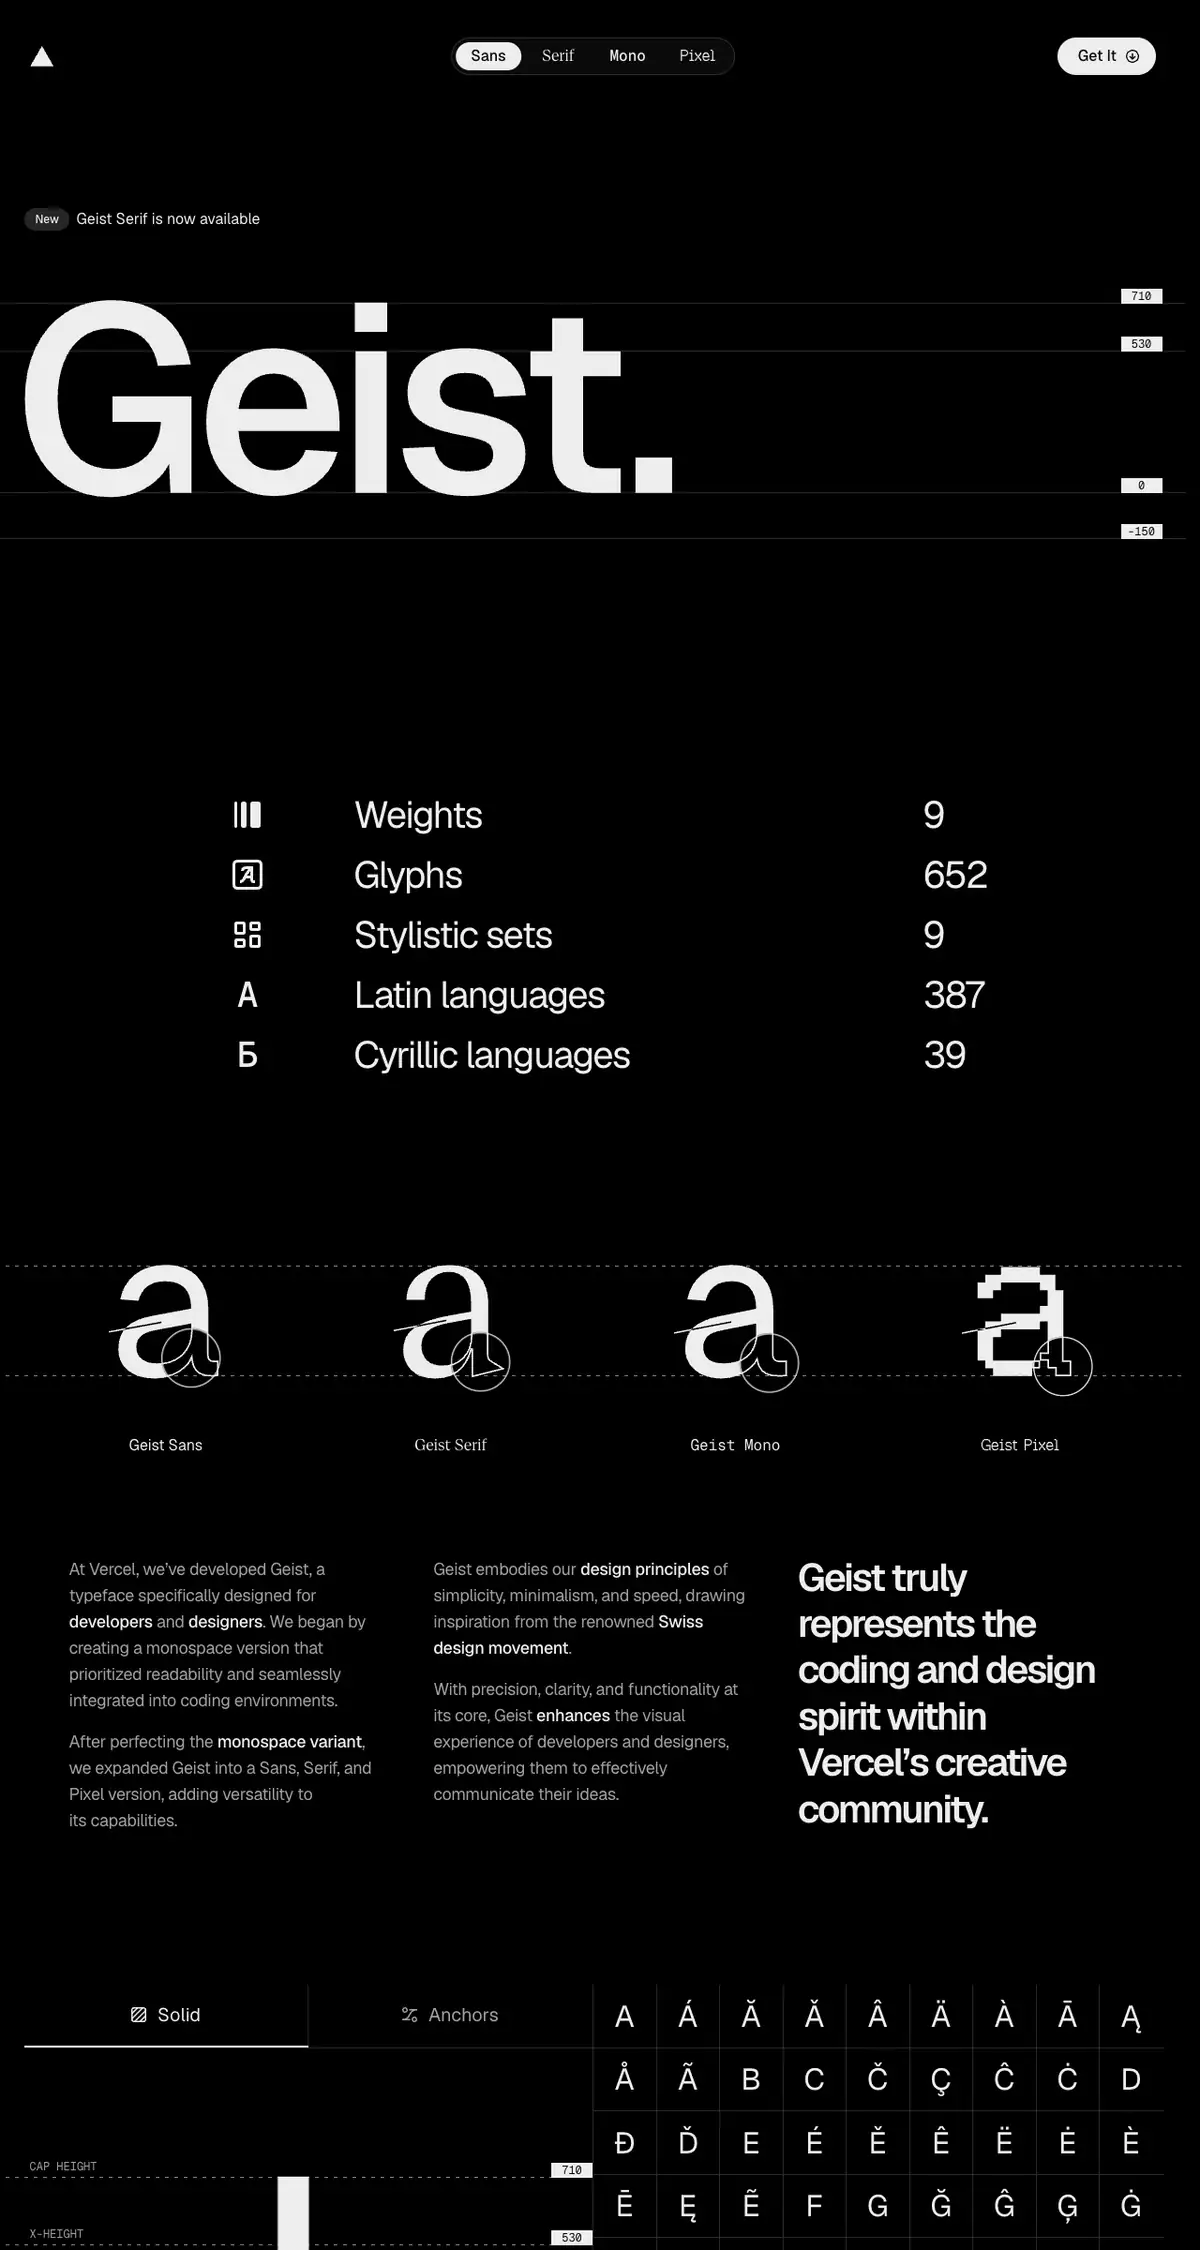 Sans Serif Mono Pixel
Get It
New Geist Serif is now available
710
530
Geist.
0
-150
Weights 9
Glyphs 652
Stylistic sets 9
A Latin languages 387
Б Cyrillic languages 39
a a a a
Geist Sans Geist Serif Geist Mono Geist Pixel
At Vercel, we’ve developed Geist, a
typeface specifically designed for
developers and designers. We began by
creating a monospace version that
prioritized readability and seamlessly
integrated into coding environments.
After perfecting the monospace variant,
we expanded Geist into a Sans, Serif, and
Pixel version, adding versatility to
its capabilities.
Geist embodies our design principles of
simplicity, minimalism, and speed, drawing
inspiration from the renowned Swiss
design movement.
With precision, clarity, and functionality at
its core, Geist enhances the visual
experience of developers and designers,
empowering them to effectively
communicate their ideas.
Geist truly
represents the
coding and design
spirit within
Vercel’s creative
community.
Solid Anchors
CAP HEIGHT 710
X-HEIGHT 530
A Á Ă Ǎ Â Ä À Ā Ą
Å Ã B C Č Ç Ĉ Ċ D
Đ Ď E É Ě Ê Ë Ė È
Ē Ę Ẽ F G Ğ Ĝ Ģ Ġ